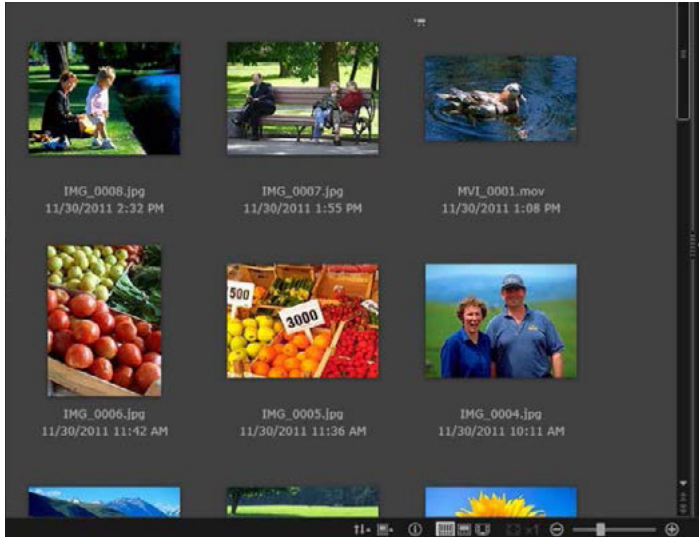 IMG_0008.jpg
11/30/2011 2:32 PM
IMG_0007.jpg
11/30/2011 1:55 PM
MVI_0001.mov
11/30/2011 1:08 PM
500
3000
IMG_0006.jpg
11/30/2011 11:42 AM
IMG_0005.jpg
11/30/2011 11:36 AM
IMG_0004.jpg
11/30/2011 10:11 AM
×1